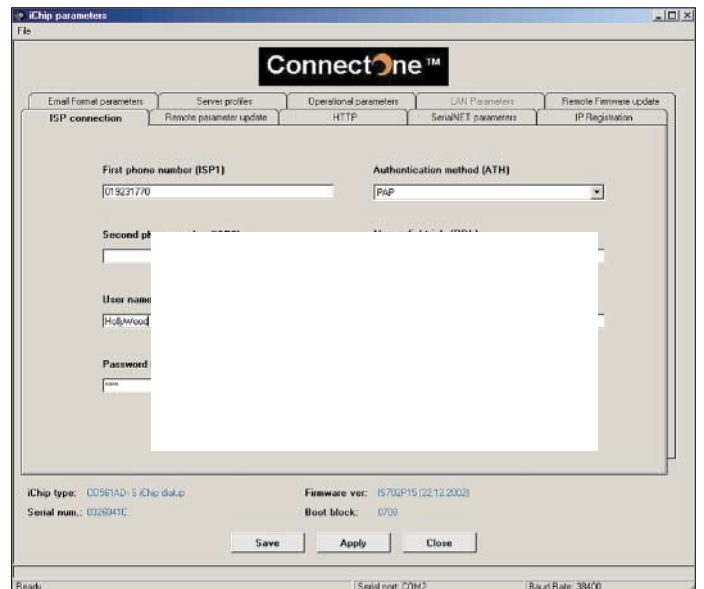 iChip parameters
File
ConnectOne™
Email Format parameters Server profiles Operational parameters LAN Parameters Remote Firmware update
ISP connection Remote parameter update HTTP SerialNET parameters IP Registration
First phone number (ISP1) Authentication method (ATH)
019231770 PAP
Second
User name
HollyWood
Password
****
iChip type: CO561AD-S iChip dialup Firmware ver: IS702P15 (22.12.2002)
Serial num.: 0326041C Boot block: 0708
Save Apply Close
Ready Serial port: COM2 Baud Rate: 38400